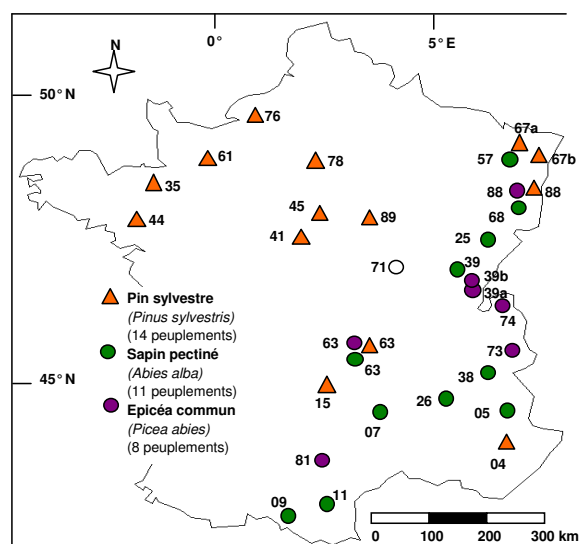 N
0°
5°E
50°N
76
67a
61
78
57
67b
35
88
88
44
45
89
68
41
25
71
39
39b
39a
74
Pin sylvestre
(Pinus sylvestris)
(14 peuplements)
63
63
73
Sapin pectiné
63
38
45°N
(Abies alba)
(11 peuplements)
15
26
05
Epicéa commun
07
(Picea abies)
04
(8 peuplements)
81
09
11
0 100 200 300 km